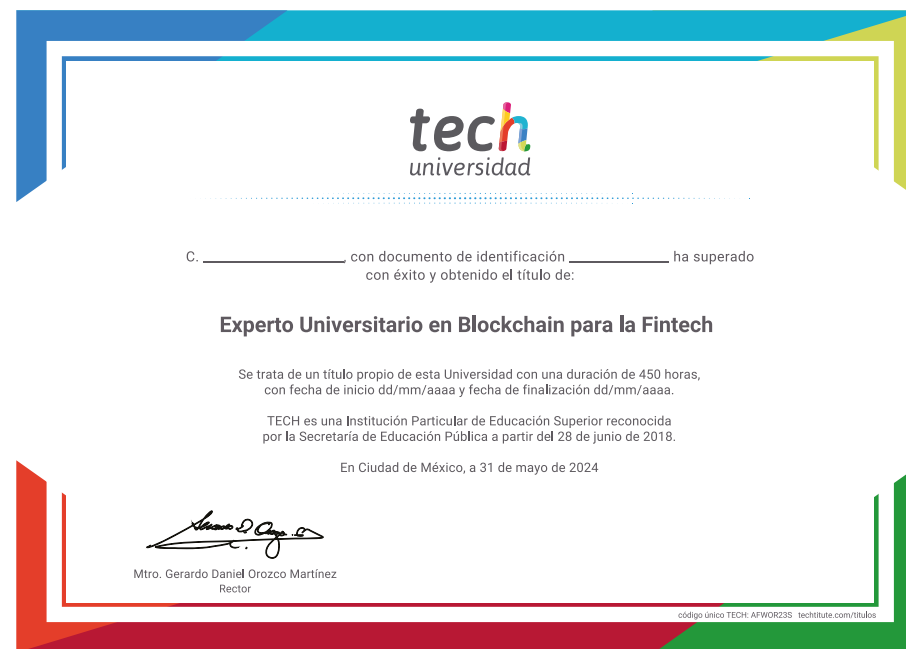 tech
universidad
C. ____________, con documento de identificación ____________ ha superado
con éxito y obtenido el título de:
Experto Universitario en Blockchain para la Fintech
Se trata de un título propio de esta Universidad con una duración de 450 horas,
con fecha de inicio dd/mm/aaaa y fecha de finalización dd/mm/aaaa.
TECH es una Institución Particular de Educación Superior reconocida
por la Secretaría de Educación Pública a partir del 28 de junio de 2018.
En Ciudad de México, a 31 de mayo de 2024
Mtro. Gerardo Daniel Orozco Martínez
Rector
código único TECH: AFWOR23S techtitute.com/titulos